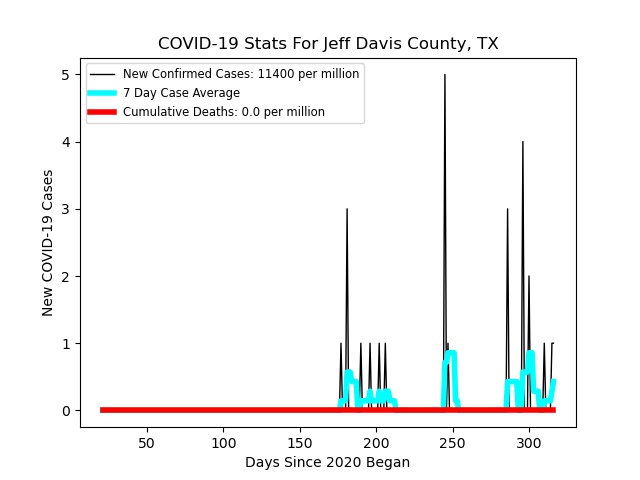 COVID-19 Stats For Jeff Davis County, TX
New Confirmed Cases: 11400 per million
7 Day Case Average
Cumulative Deaths: 0.0 per million
New COVID-19 Cases
5
4
3
2
1
0
50 100 150 200 250 300
Days Since 2020 Began